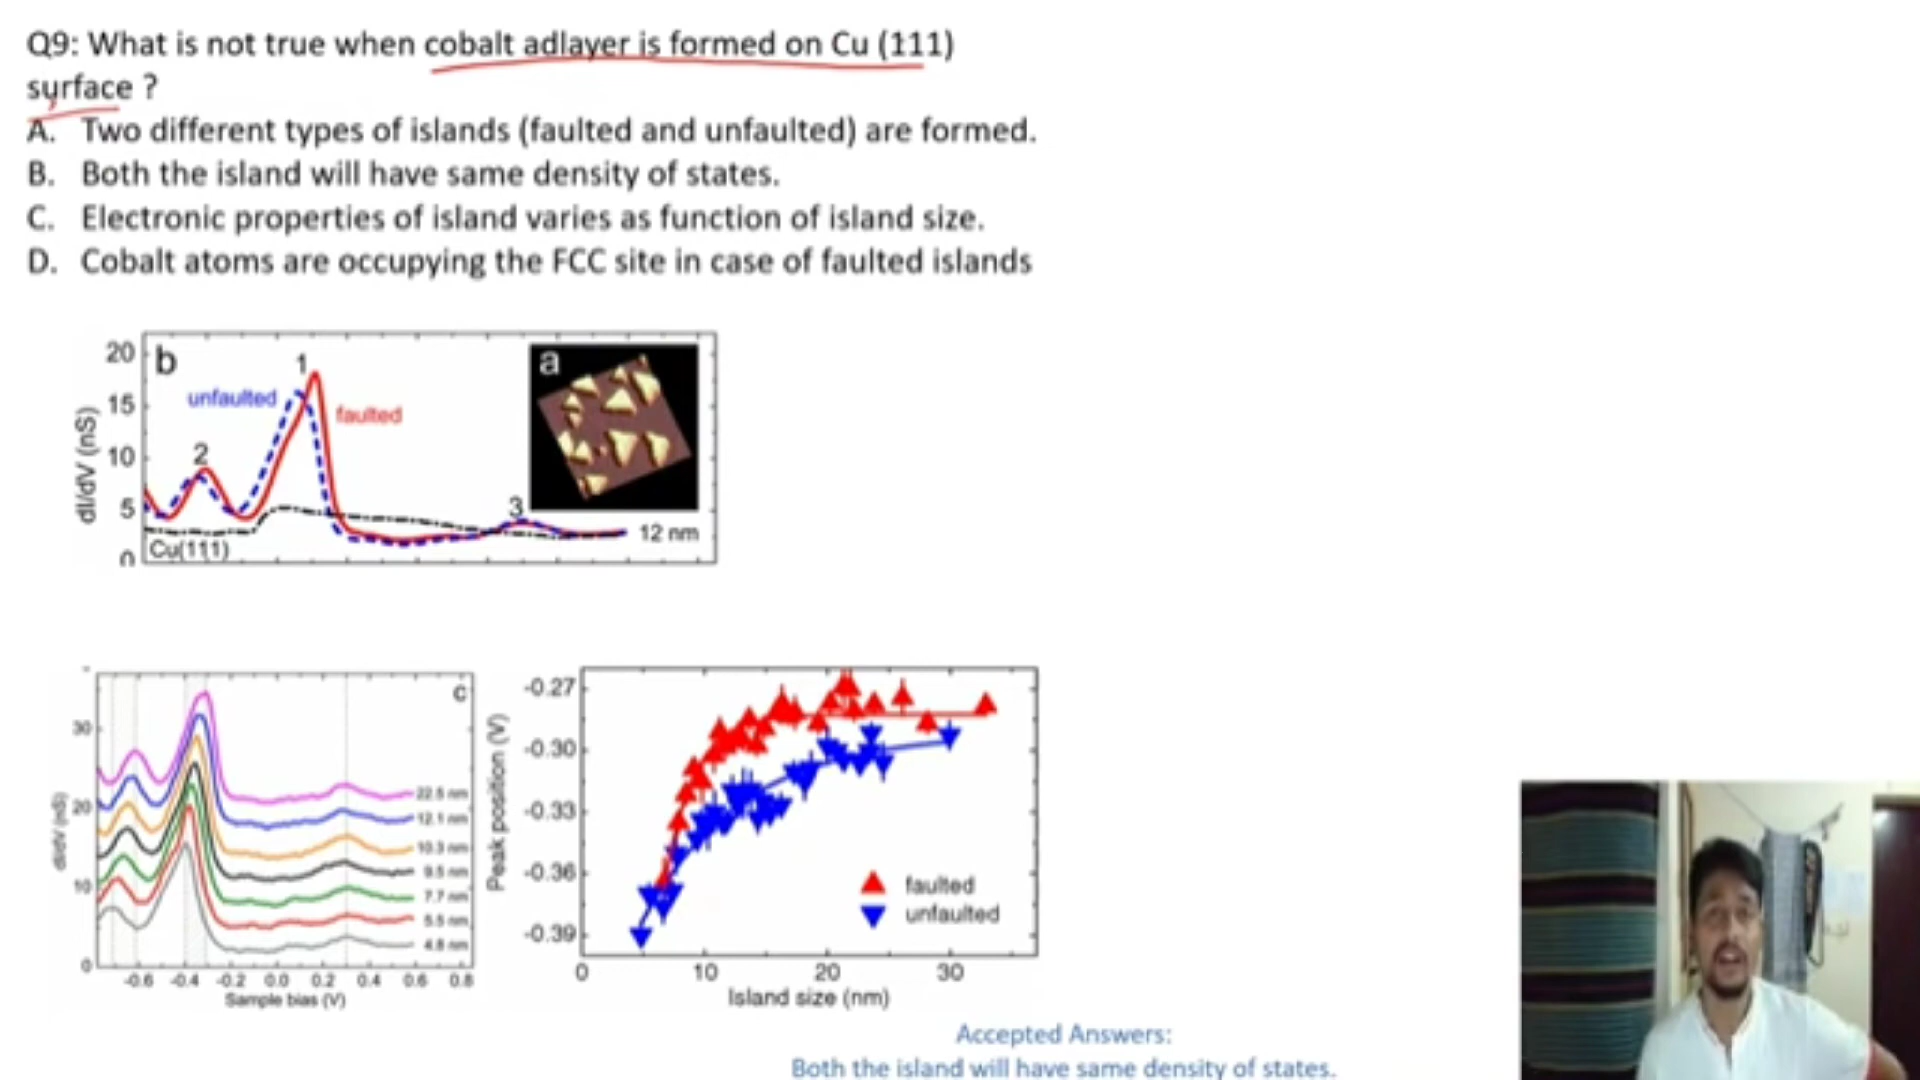 Q9: What is not true when cobalt adlayer is formed on Cu (111)
surface ?
A. Two different types of islands (faulted and unfaulted) are formed.
B. Both the island will have same density of states.
C. Electronic properties of island varies as function of island size.
D. Cobalt atoms are occupying the FCC site in case of faulted islands
20
15
10
5
0
dI/dV (nS)
b
1
unfaulted
faulted
2
a
3
12 nm
Cu(111)
c
30
20
10
0
dI/dV (nS)
22.5 nm
12.1 nm
10.3 nm
9.5 nm
7.7 nm
5.5 nm
4.8 nm
-0.6 -0.4 -0.2 0.0 0.2 0.4 0.6 0.8
Sample bias (V)
-0.27
-0.30
-0.33
-0.36
-0.39
Peak position (V)
faulted
unfaulted
0 10 20 30
Island size (nm)
Accepted Answers:
Both the island will have same density of states.